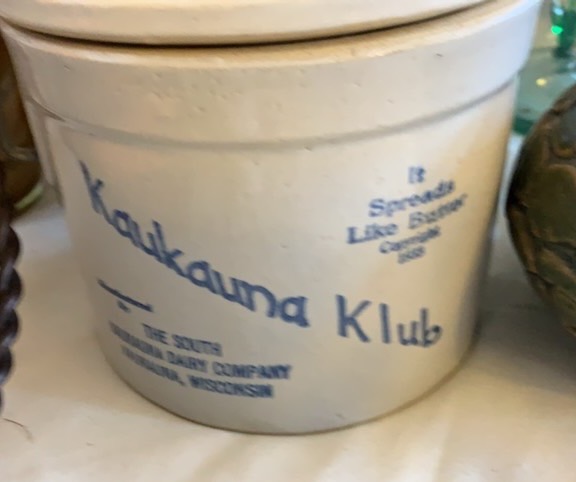 Kaukauna Klub
It
Spreads
Like Butter
Copyright
THE SOUTH
KAUKAUNA DAIRY COMPANY
KAUKAUNA, WISCONSIN